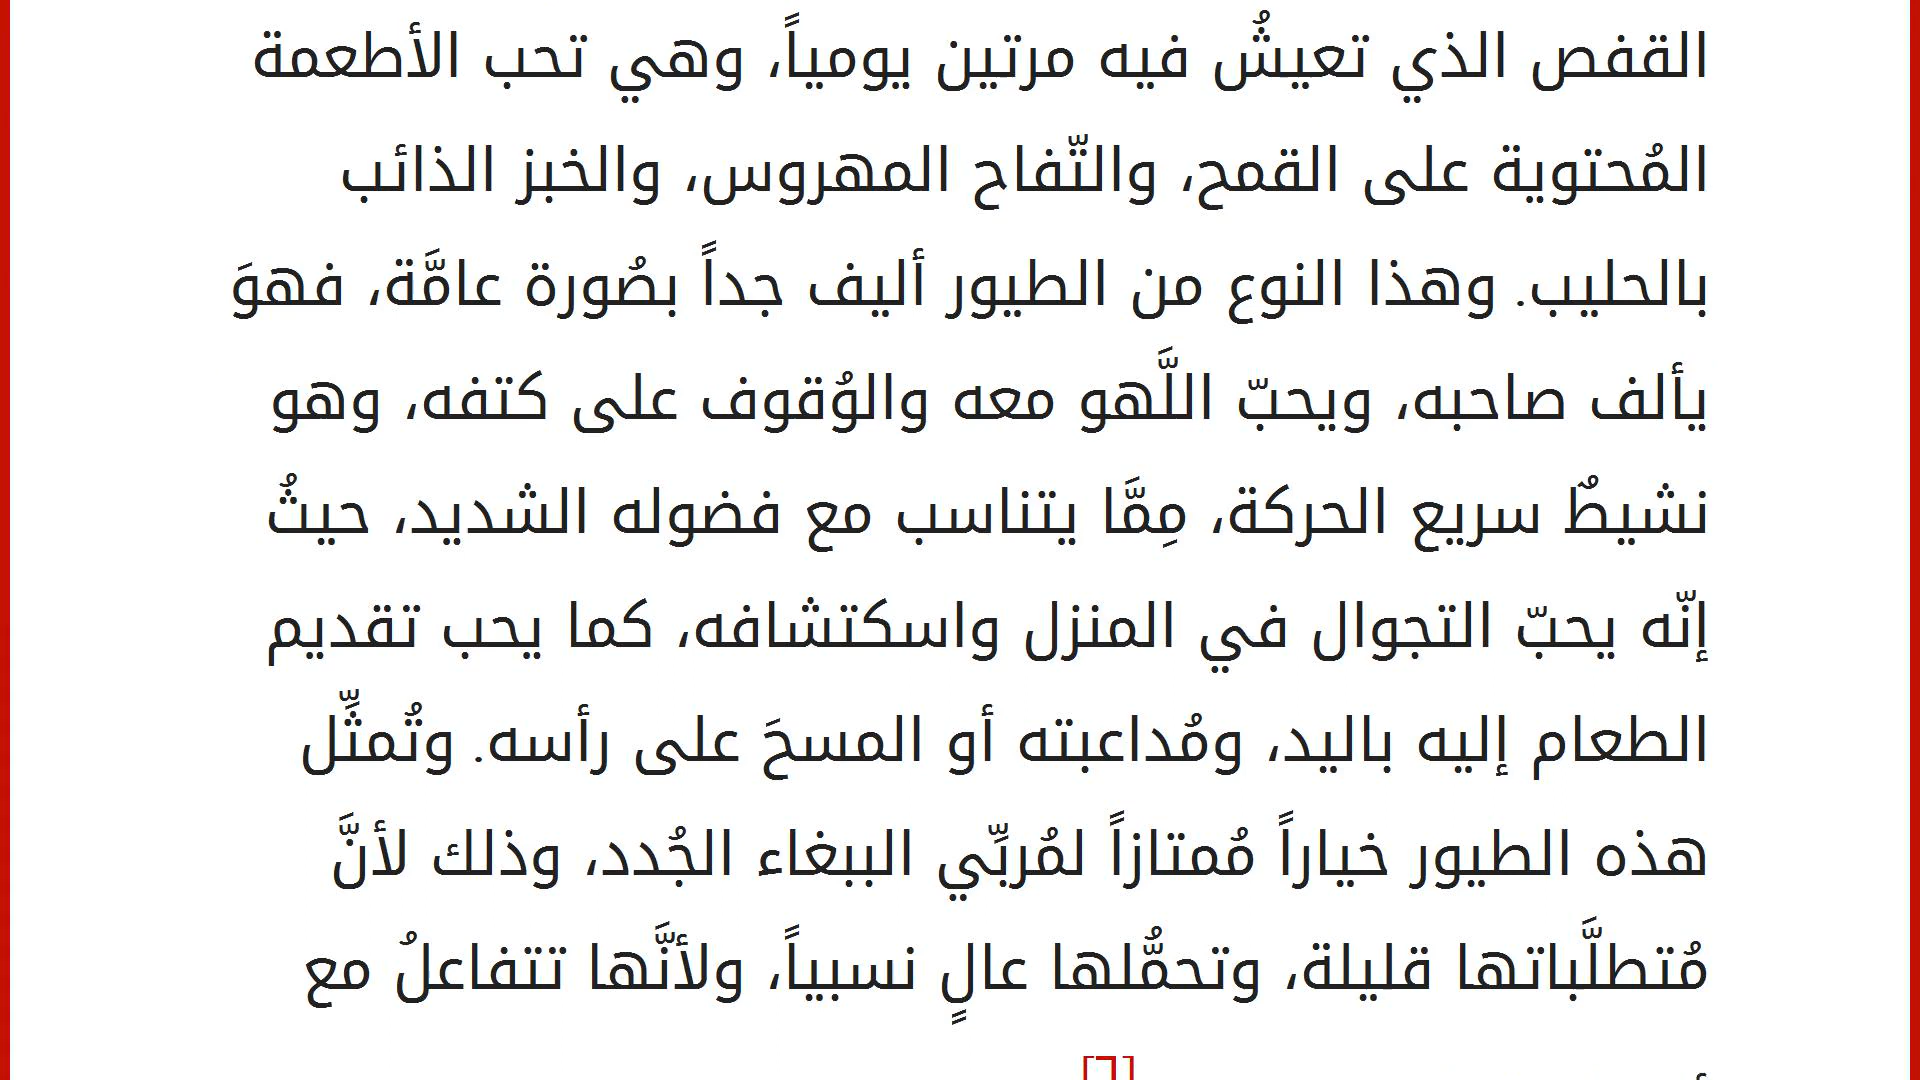 القفص الذي تعيشُ فيه مرتين يومياً، وهي تحب الأطعمة
المُحتوية على القمح، والتّفاح المهروس، والخبز الذائب
بالحليب. وهذا النوع من الطيور أليف جداً بصُورة عامَّة، فهوَ
يألف صاحبه، ويحبّ اللَّهو معه والوُقوف على كتفه، وهو
نشيطٌ سريع الحركة، مِمَّا يتناسب مع فضوله الشديد، حيثُ
إنّه يحبّ التجوال في المنزل واسكتشافه، كما يحب تقديم
الطعام إليه باليد، ومُداعبته أو المسحَ على رأسه. وتُمثِّل
هذه الطيور خياراً مُمتازاً لمُربِّي الببغاء الجُدد، وذلك لأنَّ
مُتطلَّباتها قليلة، وتحمُّلها عالٍ نسبياً، ولأنَّها تتفاعلُ مع